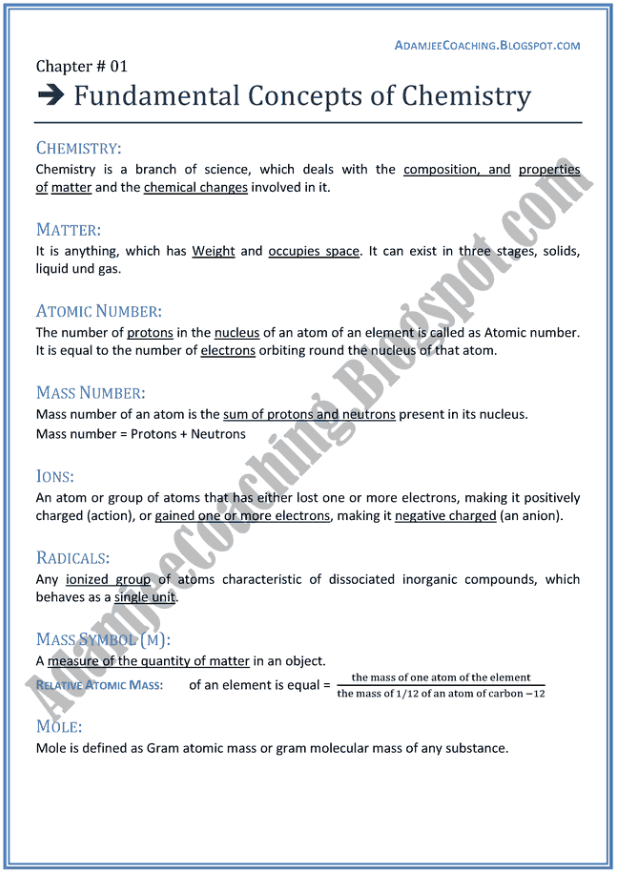 ADAMJEECOACHING.BLOGSPOT.COM
Chapter # 01
➔ Fundamental Concepts of Chemistry
CHEMISTRY:
Chemistry is a branch of science, which deals with the composition, and properties
of matter and the chemical changes involved in it.
MATTER:
It is anything, which has Weight and occupies space. It can exist in three stages, solids,
liquid und gas.
ATOMIC NUMBER:
The number of protons in the nucleus of an atom of an element is called as Atomic number.
It is equal to the number of electrons orbiting round the nucleus of that atom.
MASS NUMBER:
Mass number of an atom is the sum of protons and neutrons present in its nucleus.
Mass number = Protons + Neutrons
IONS:
An atom or group of atoms that has either lost one or more electrons, making it positively
charged (action), or gained one or more electrons, making it negative charged (an anion).
RADICALS:
Any ionized group of atoms characteristic of dissociated inorganic compounds, which
behaves as a single unit.
MASS SYMBOL (M):
A measure of the quantity of matter in an object.
RELATIVE ATOMIC MASS: of an element is equal = the mass of one atom of the element
the mass of 1/12 of an atom of carbon −12
MOLE:
Mole is defined as Gram atomic mass or gram molecular mass of any substance.
AdamjeeCoaching.Blogspot.com